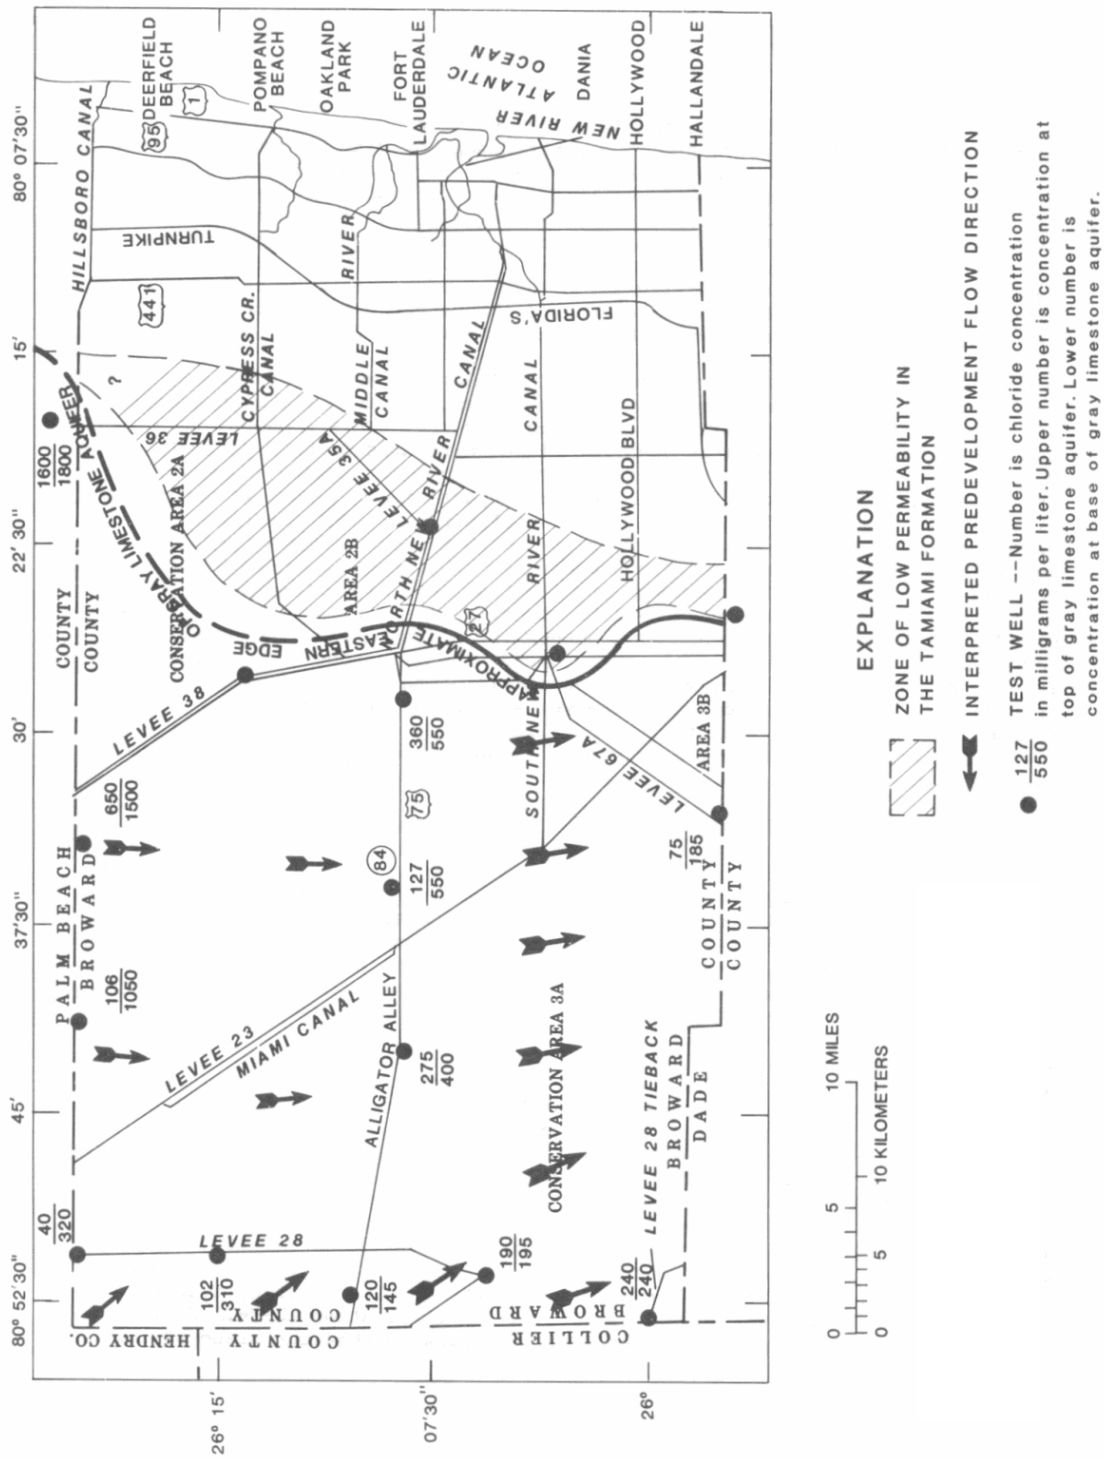 80° 52'30"
45'
37'30"
30'
22' 30"
15'
80° 07'30"
26° 15'
07'30"
26°
PALM BEACH COUNTY
BROWARD COUNTY
HENDRY CO.
COUNTY
COUNTY
COLLIER
BROWARD
BROWARD COUNTY
DADE COUNTY
HILLSBORO CANAL
DEERFIELD
BEACH
POMPANO
BEACH
OAKLAND
PARK
FORT
LAUDERDALE
ATLANTIC
OCEAN
NEW RIVER
DANIA
HOLLYWOOD
HALLANDALE
95
1
441
TURNPIKE
FLORIDA'S
CYPRESS CR.
CANAL
MIDDLE RIVER
CANAL
NORTH NEW RIVER CANAL
SOUTH NEW RIVER CANAL
HOLLYWOOD BLVD
?
LEVEE 36
LEVEE 35A
CONSERVATION AREA 2A
AREA 2B
APPROXIMATE EASTERN EDGE OF GRAY LIMESTONE AQUIFER
27
LEVEE 38
LEVEE 67A
AREA 3B
75
84
ALLIGATOR ALLEY
LEVEE 23
MIAMI CANAL
CONSERVATION AREA 3A
LEVEE 28
LEVEE 28 TIEBACK
40
320
106
1050
650
1500
1600
1800
102
310
120
145
275
400
127
550
360
550
190
195
240
240
75
185
0 5 10 MILES
0 5 10 KILOMETERS
EXPLANATION
ZONE OF LOW PERMEABILITY IN
THE TAMIAMI FORMATION
INTERPRETED PREDEVELOPMENT FLOW DIRECTION
127
550
TEST WELL --Number is chloride concentration
in milligrams per liter. Upper number is concentration at
top of gray limestone aquifer. Lower number is
concentration at base of gray limestone aquifer.